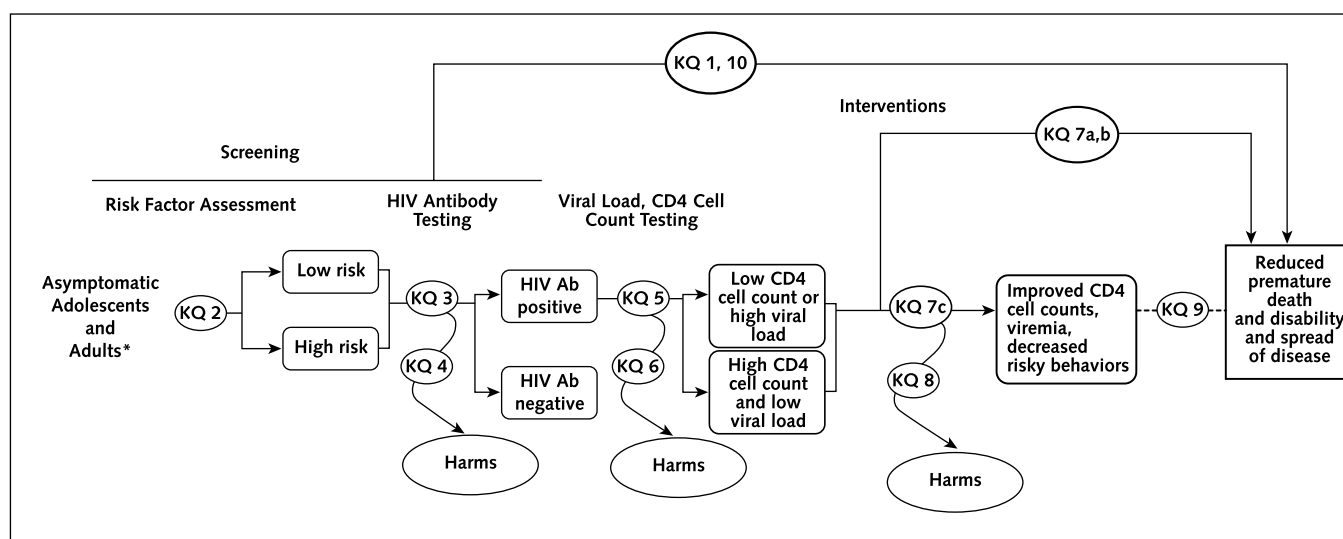 KQ 1, 10
Interventions
KQ 7a,b
Screening
Risk Factor Assessment
HIV Antibody
Testing
Viral Load, CD4 Cell
Count Testing
Asymptomatic
Adolescents
and
Adults*
KQ 2
Low risk
High risk
KQ 3
KQ 4
Harms
HIV Ab
positive
HIV Ab
negative
KQ 5
KQ 6
Harms
Low CD4
cell count or
high viral
load
High CD4
cell count
and low
viral load
KQ 7c
KQ 8
Harms
Improved CD4
cell counts,
viremia,
decreased
risky behaviors
KQ 9
Reduced
premature
death
and disability
and spread
of disease